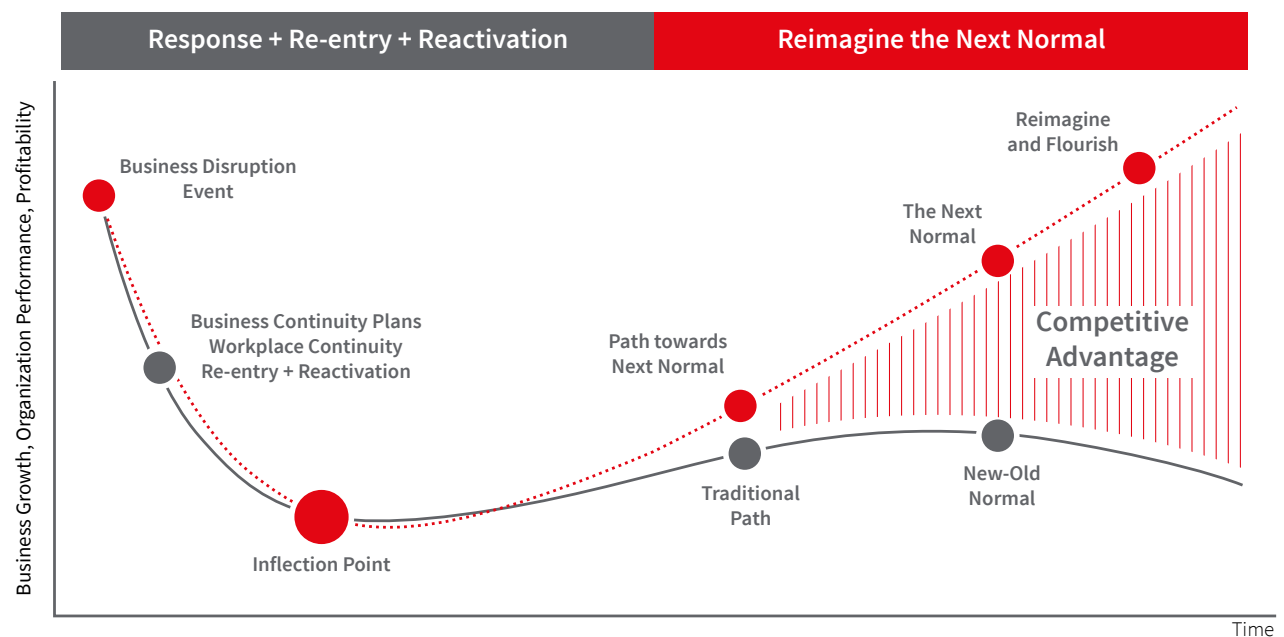 Response + Re-entry + Reactivation
Reimagine the Next Normal
Business Growth, Organization Performance, Profitability
Business Disruption
Event
Business Continuity Plans
Workplace Continuity
Re-entry + Reactivation
Inflection Point
Path towards
Next Normal
Traditional
Path
The Next
Normal
New-Old
Normal
Reimagine
and Flourish
Competitive
Advantage
Time